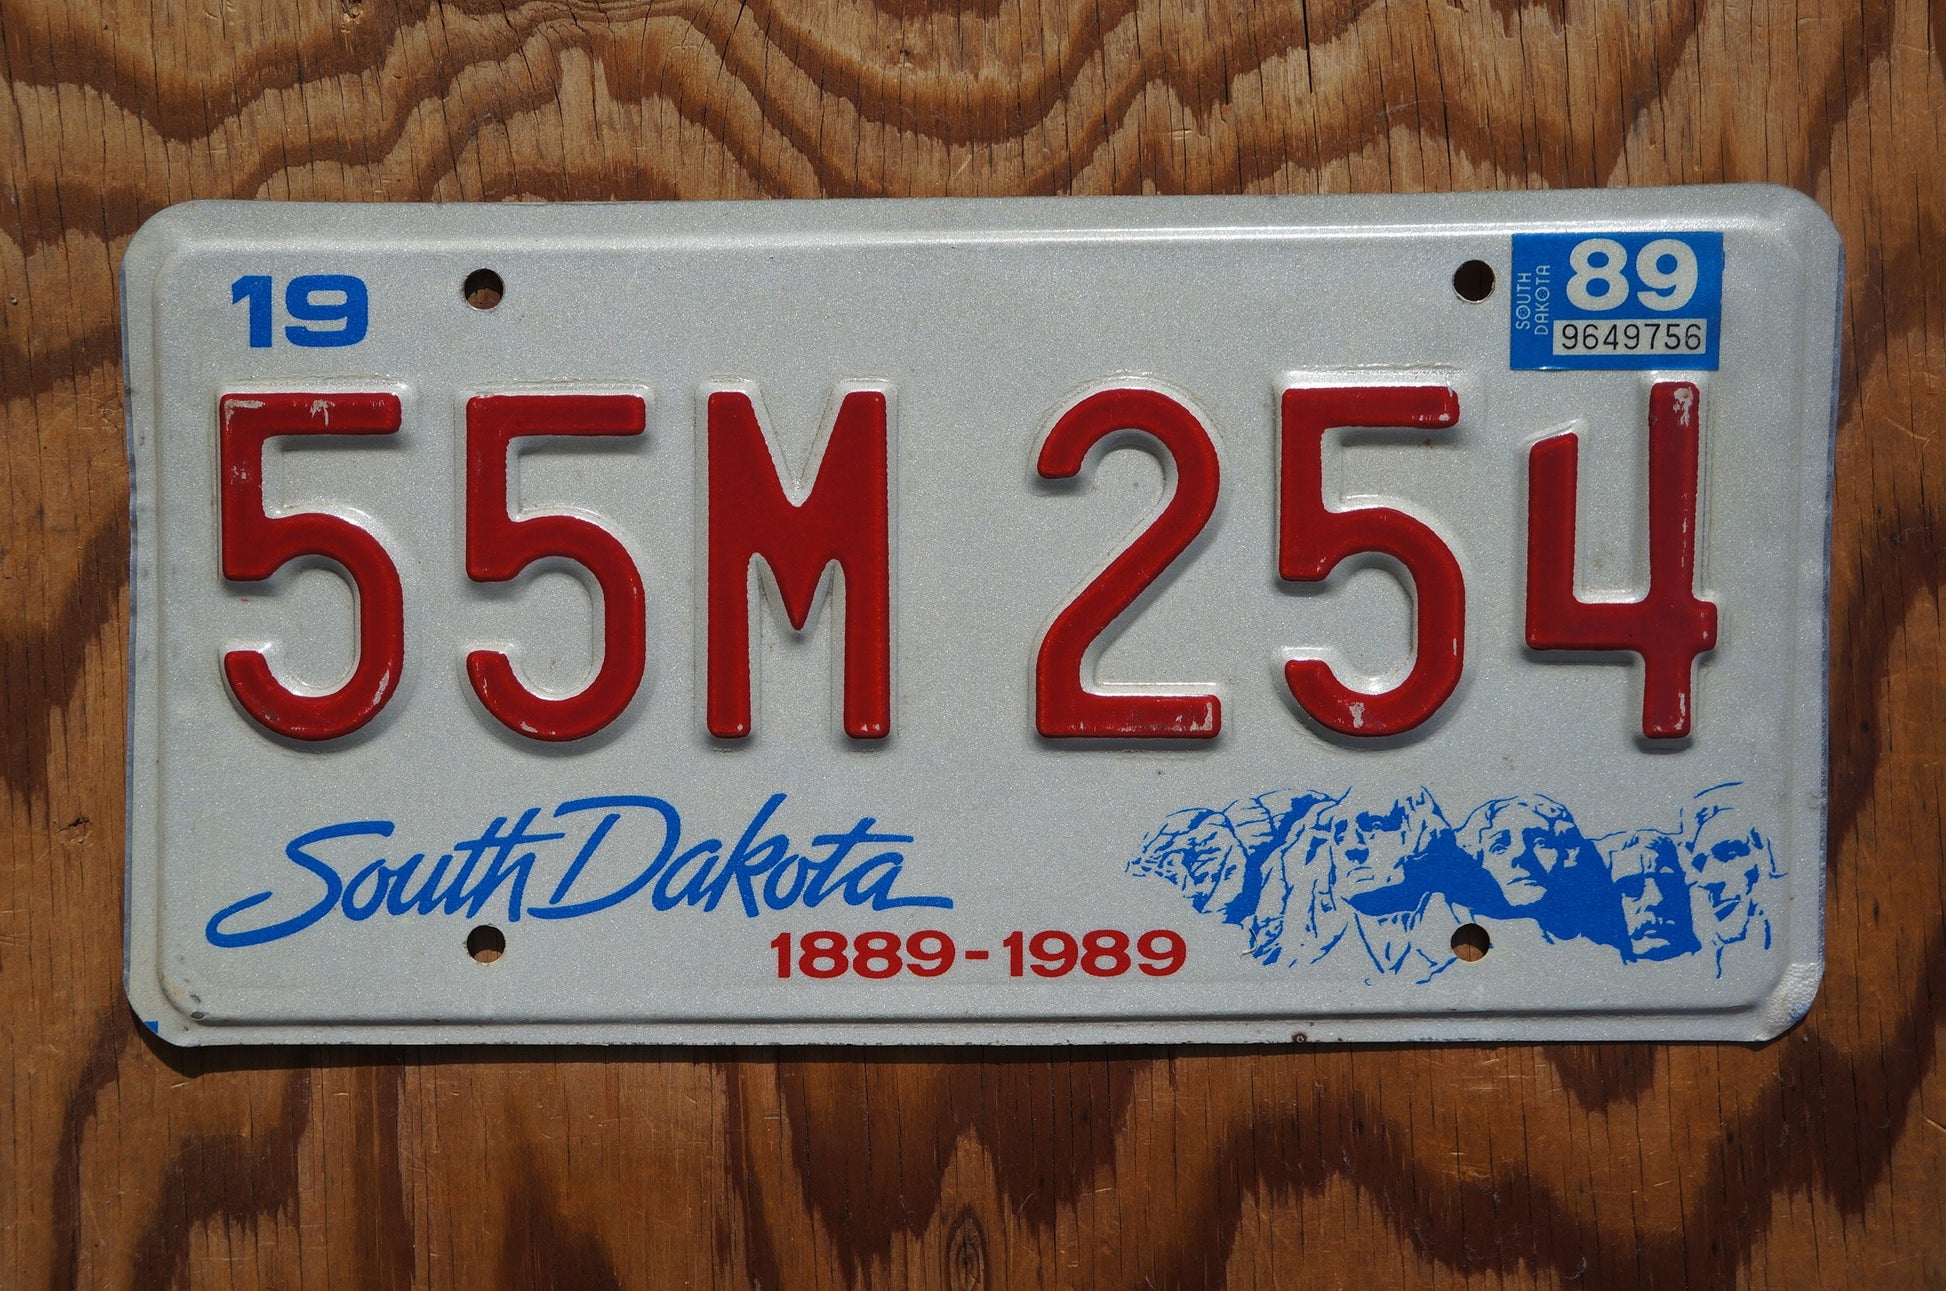 19
SOUTH DAKOTA
89
9649756
55M 254
South Dakota
1889-1989